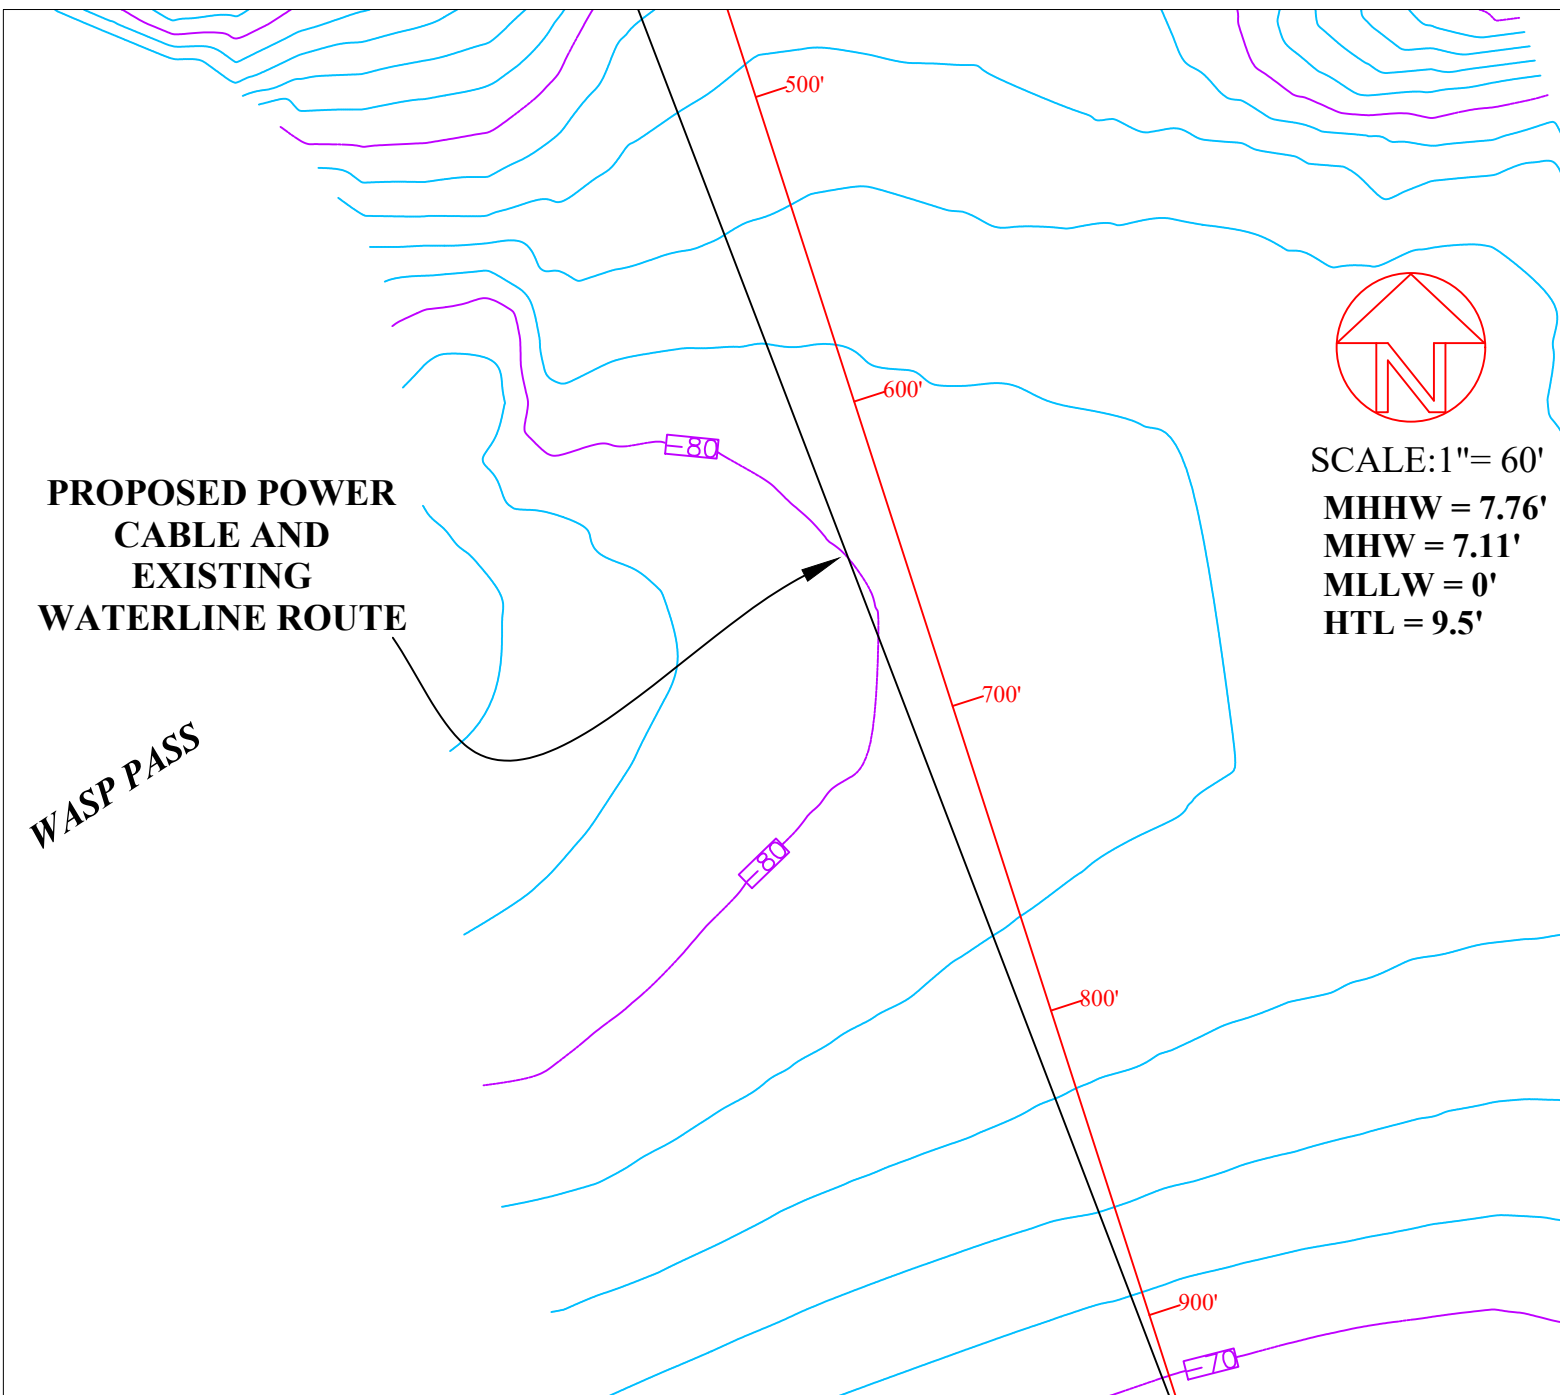 500'
600'
N
SCALE:1"= 60'
-80
PROPOSED POWER
CABLE AND
EXISTING
WATERLINE ROUTE
MHHW = 7.76'
MHW = 7.11'
MLLW = 0'
HTL = 9.5'
700'
WASP PASS
-80
800'
900'
-70